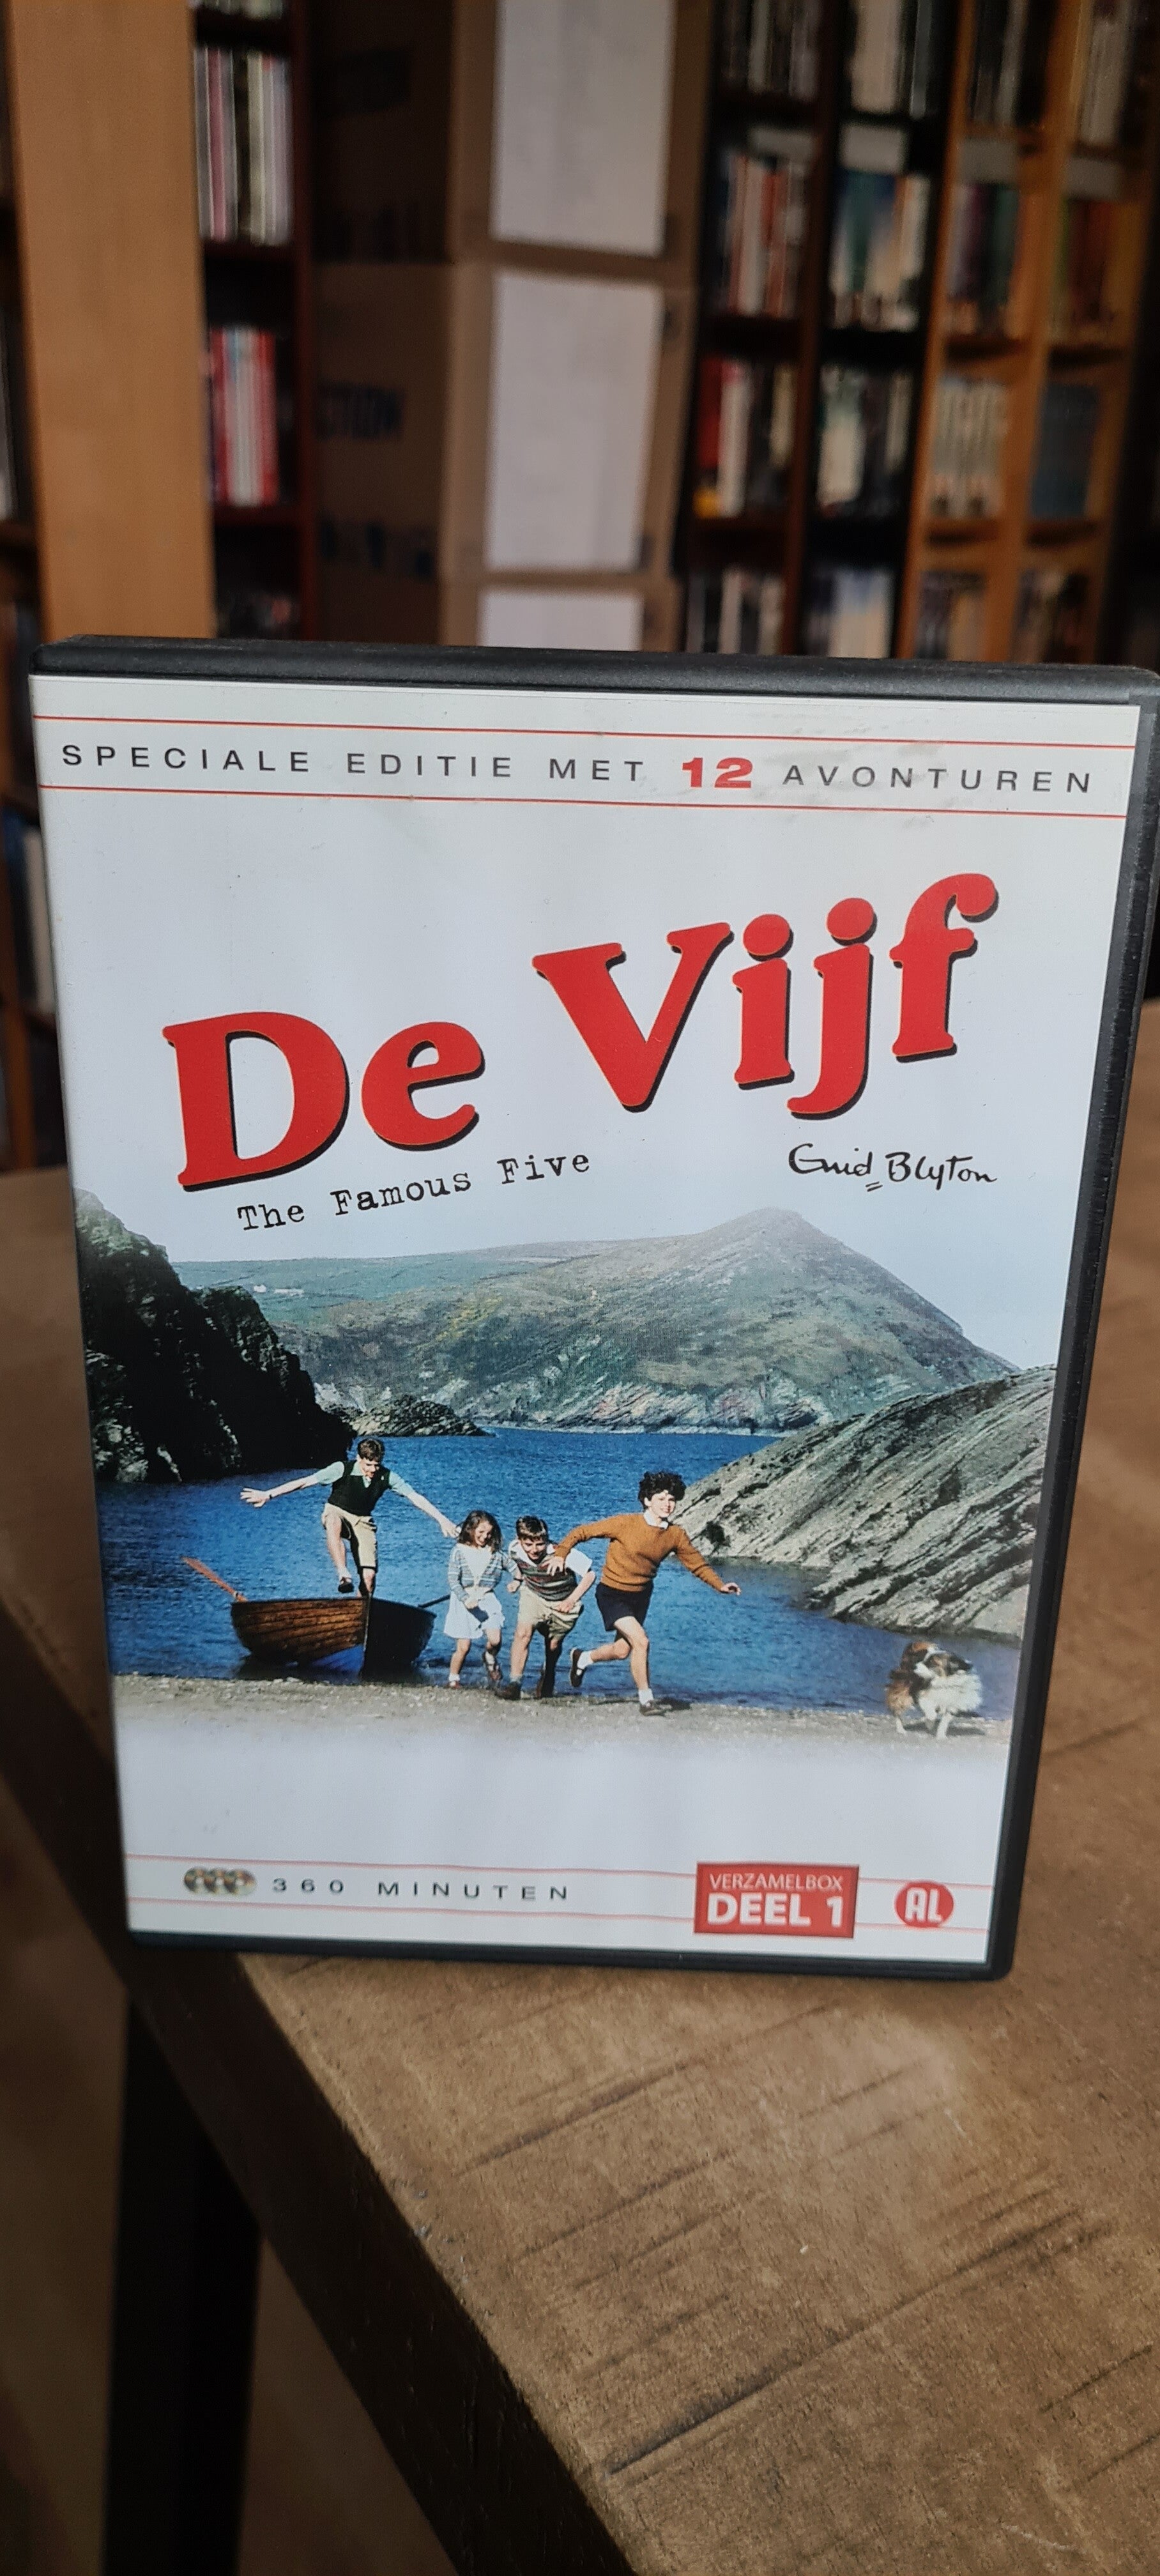 SPECIALE EDITIE MET 12 AVONTUREN
De Vijf
The Famous Five
Enid Blyton
360 MINUTEN
VERZAMELBOX
DEEL 1
AL